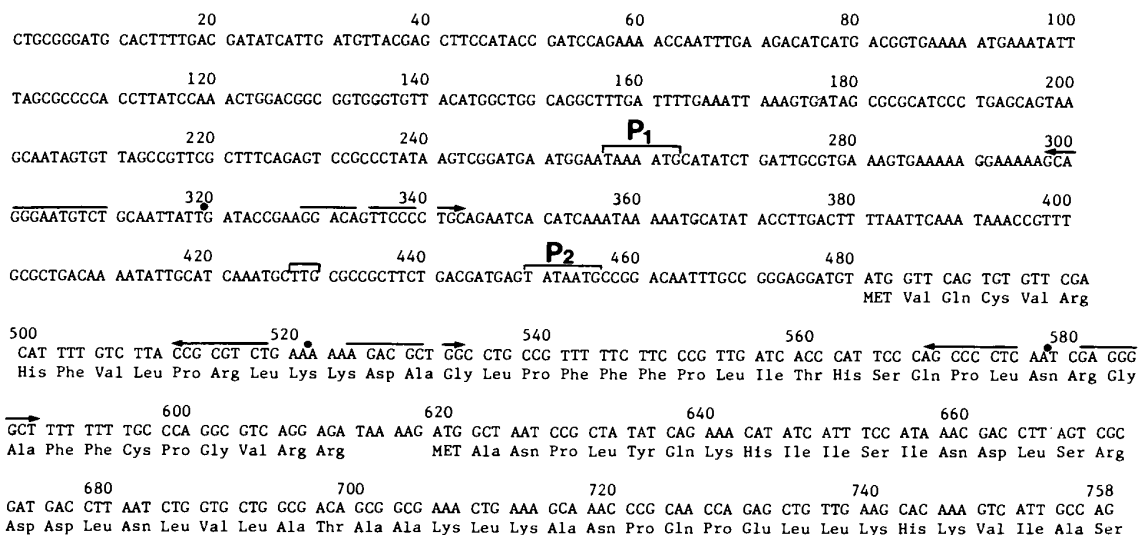 20 40 60 80 100
CTGCGGGATG CACTTTTGAC GATATCATTG ATGTTACGAG CTTCCATACC GATCCAGAAA ACCAATTTGA AGACATCATG ACGGTGAAAA ATGAAATATT
120 140 160 180 200
TAGCGCCCCA CCTTATCCAA ACTGGACGGC GGTGGGTGTT ACATGGCTGG CAGGCTTTGA TTTTGAAATT AAAGTGATAG CGCGCATCCC TGAGCAGTAA
220 240 P1 280 300
GCAATAGTGT TAGCCGTTCG CTTTCAGAGT CCGCCCTATA AGTCGGATGA ATGGAATAAA ATGCATATCT GATTGCGTGA AAGTGAAAAA GGAAAAAGCA
320 340 360 380 400
GGGAATGTCT GCAATTATTG ATACCGAAGG ACAGTTCCCC TGCAGAATCA CATCAAATAA AAATGCATAT ACCTTGACTT TTAATTCAAA TAAACCGTTT
420 440 P2 460 480
GCGCTGACAA AATATTGCAT CAAATGCTTG CGCCGCTTCT GACGATGAGT ATAATGCCGG ACAATTTGCC GGGAGGATGT ATG GTT CAG TGT GTT CGA
MET Val Gln Cys Val Arg
500 520 540 560 580
CAT TTT GTC TTA CCG CGT CTG AAA AAA GAC GCT GGC CTG CCG TTT TTC TTC CCG TTG ATC ACC CAT TCC CAG CCC CTC AAT CGA GGG
His Phe Val Leu Pro Arg Leu Lys Lys Asp Ala Gly Leu Pro Phe Phe Phe Pro Leu Ile Thr His Ser Gln Pro Leu Asn Arg Gly
600 620 640 660
GCT TTT TTT TGC CCA GGC GTC AGG AGA TAA AAG ATG GCT AAT CCG CTA TAT CAG AAA CAT ATC ATT TCC ATA AAC GAC CTT AGT CGC
Ala Phe Phe Cys Pro Gly Val Arg Arg MET Ala Asn Pro Leu Tyr Gln Lys His Ile Ile Ser Ile Asn Asp Leu Ser Arg
680 700 720 740 758
GAT GAC CTT AAT CTG GTG CTG GCG ACA GCG GCG AAA CTG AAA GCA AAC CCG CAA CCA GAG CTG TTG AAG CAC AAA GTC ATT GCC AG
Asp Asp Leu Asn Leu Val Leu Ala Thr Ala Ala Lys Leu Lys Ala Asn Pro Gln Pro Glu Leu Leu Lys His Lys Val Ile Ala Ser